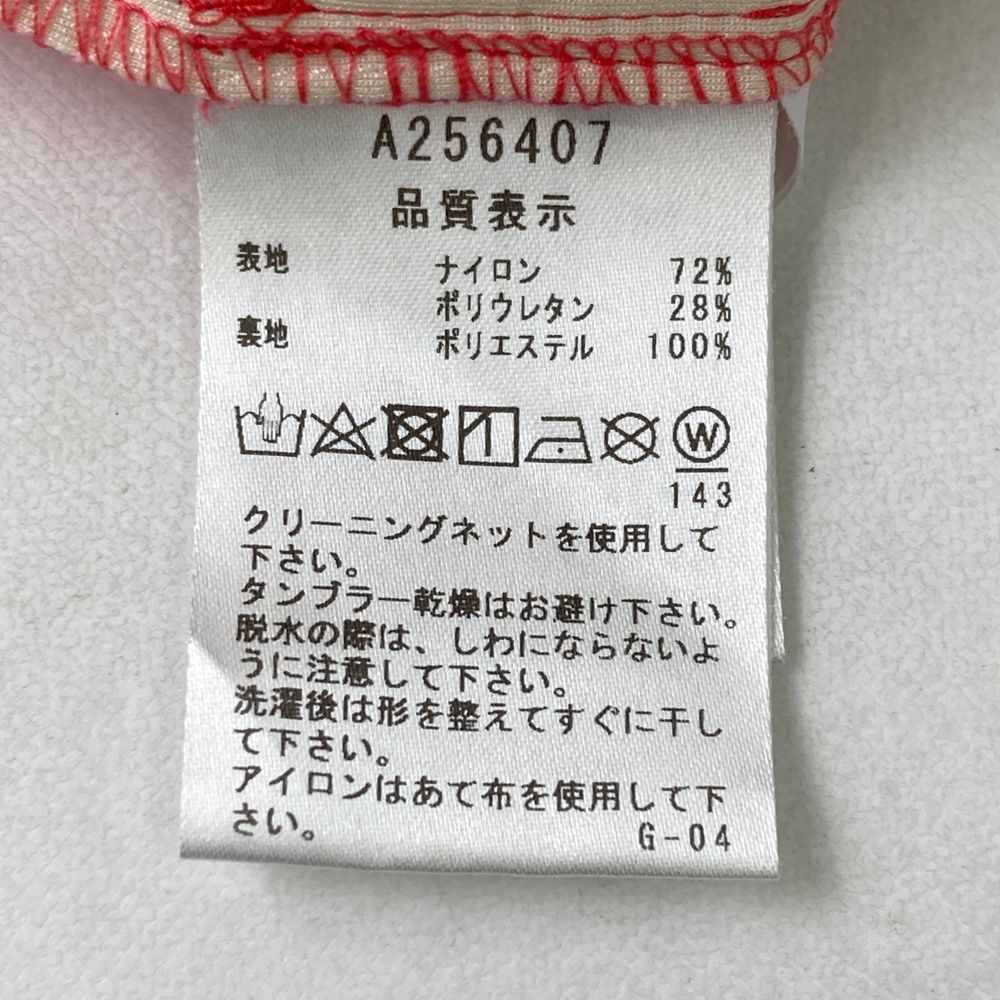 A256407
品質表示
表地 ナイロン 72%
ポリウレタン 28%
裏地 ポリエステル 100%
W
143
クリーニングネットを使用して
下さい。
タンブラー乾燥はお避け下さい。
脱水の際は、しわにならないよ
うに注意して下さい。
洗濯後は形を整えてすぐに干し
て下さい。
アイロンはあて布を使用して下
さい。 G-04